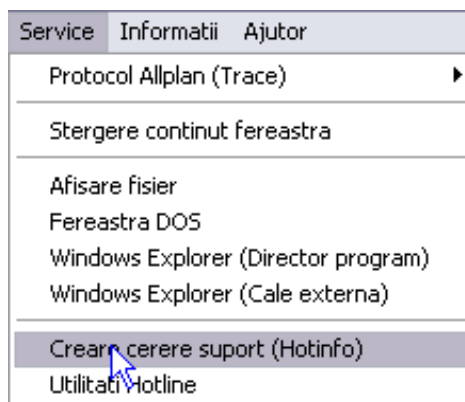 Service Informatii Ajutor
Protocol Allplan (Trace)
Stergere continut fereastra
Afisare fisier
Fereastra DOS
Windows Explorer (Director program)
Windows Explorer (Cale externa)
Creare cerere suport (Hotinfo)
Utilitati Hotline